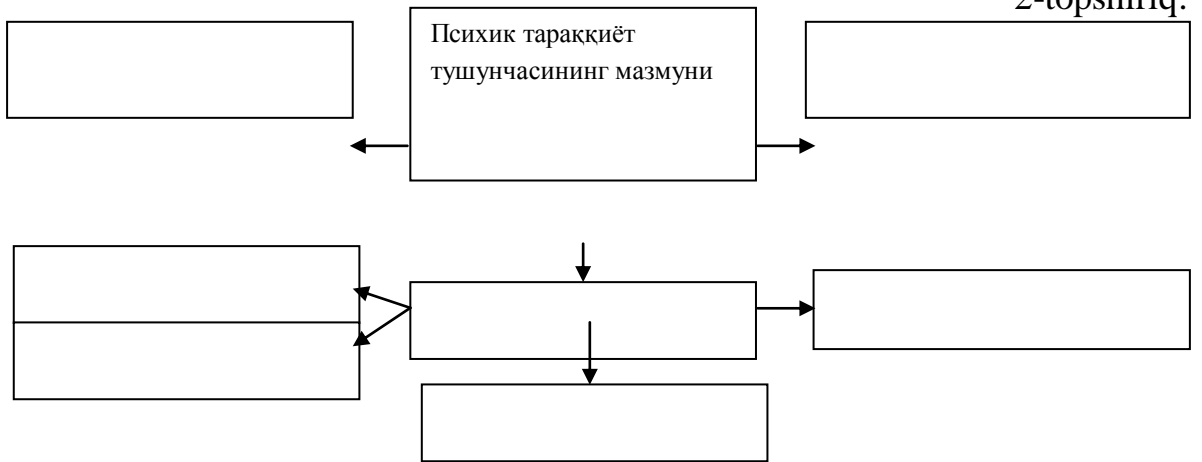 2-topshiriq.
Психик тараққиёт
тушунчасининг мазмуни